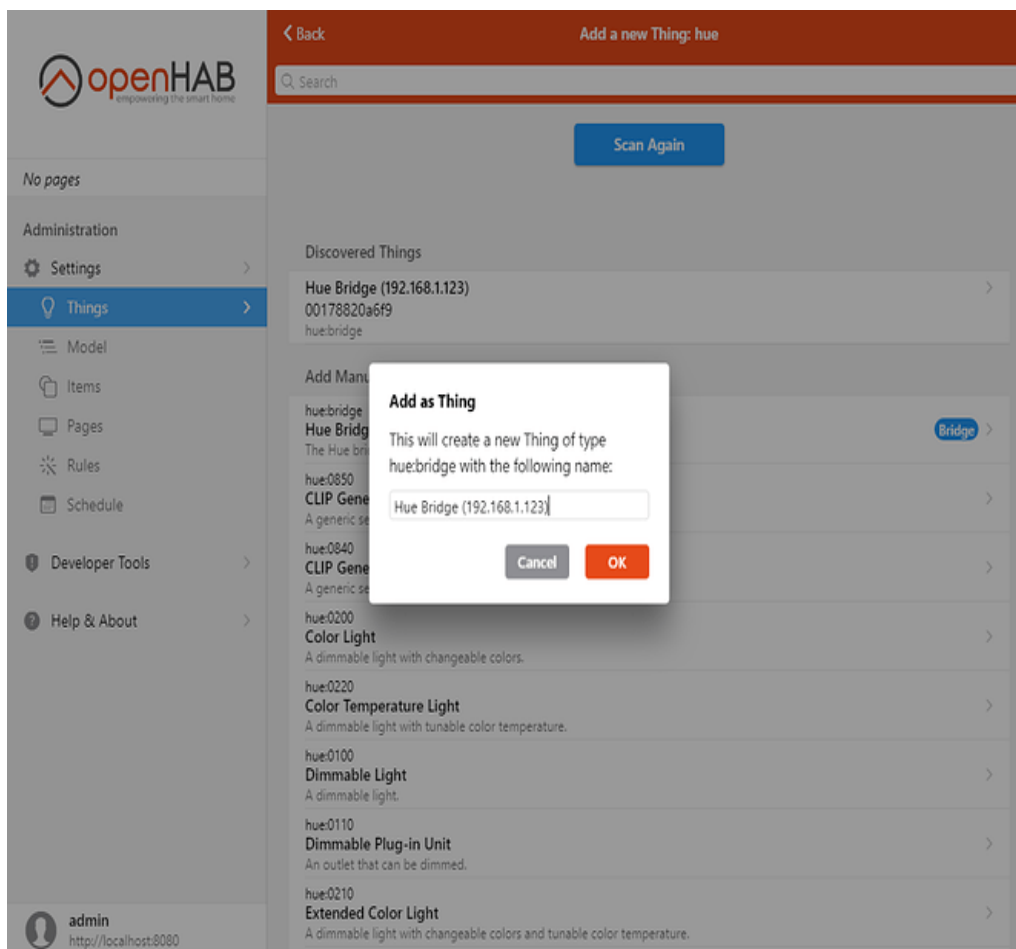 openHAB
empowering the smart home
No pages
Administration
Settings
Things
Model
Items
Pages
Rules
Schedule
Developer Tools
Help & About
admin
http://localhost:8080
Back
Add a new Thing: hue
Search
Scan Again
Discovered Things
Hue Bridge (192.168.1.123)
00178820a6f9
hue:bridge
Add Manu
hue:bridge
Hue Bridg
The Hue bri
Bridge
hue:0850
CLIP Gene
A generic se
hue:0840
CLIP Gene
A generic se
hue:0200
Color Light
A dimmable light with changeable colors.
hue:0220
Color Temperature Light
A dimmable light with tunable color temperature.
hue:0100
Dimmable Light
A dimmable light.
hue:0110
Dimmable Plug-in Unit
An outlet that can be dimmed.
hue:0210
Extended Color Light
A dimmable light with changeable colors and tunable color temperature.
Add as Thing
This will create a new Thing of type
hue:bridge with the following name:
Hue Bridge (192.168.1.123)
Cancel
OK